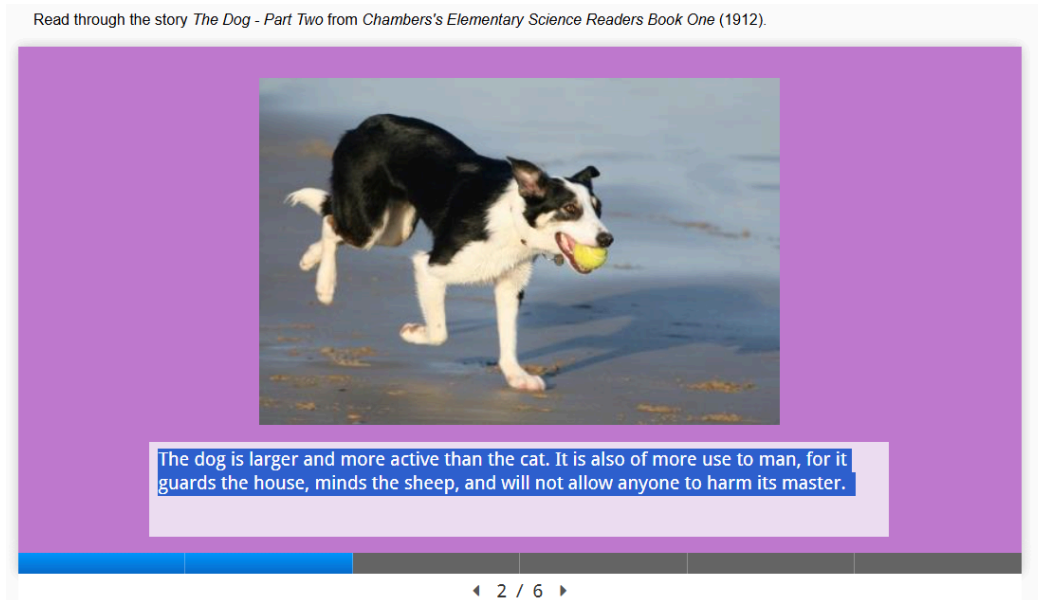 Read through the story The Dog - Part Two from Chambers's Elementary Science Readers Book One (1912).
The dog is larger and more active than the cat. It is also of more use to man, for it
guards the house, minds the sheep, and will not allow anyone to harm its master.
2 / 6